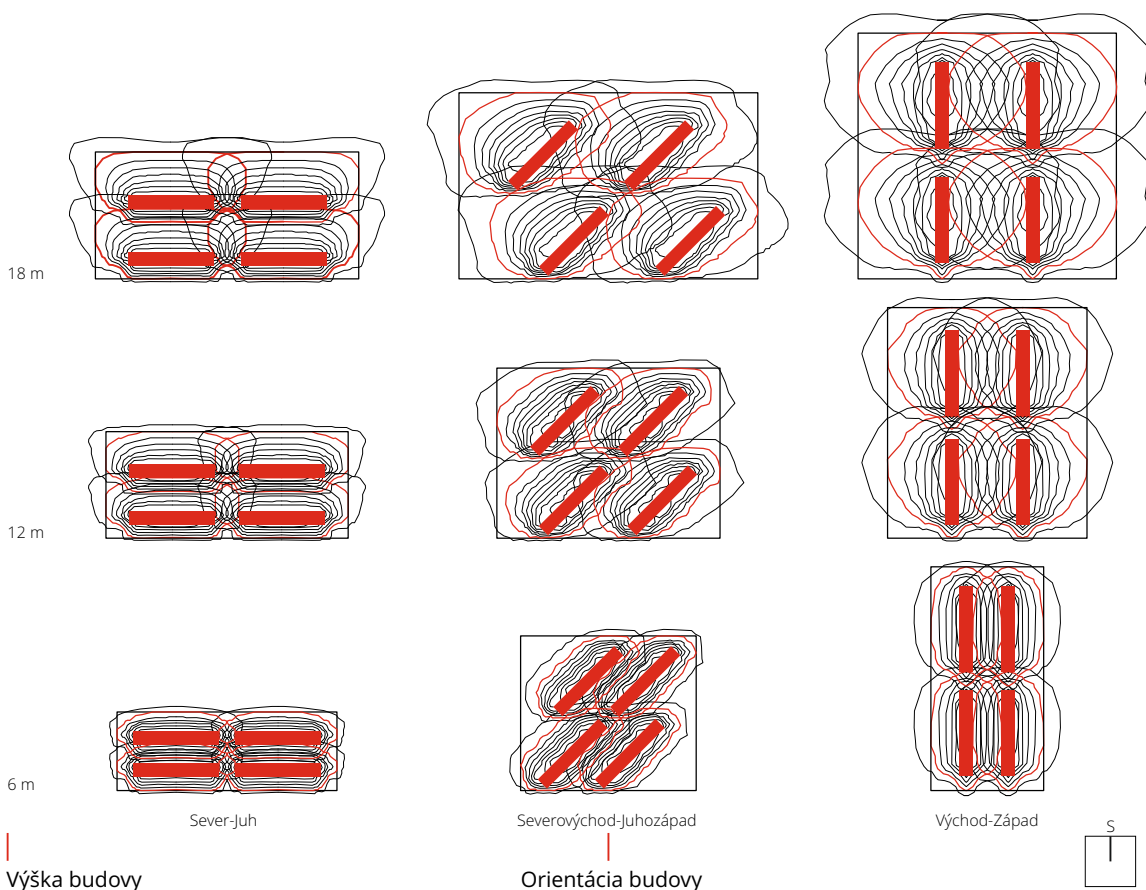 18 m
12 m
6 m
Sever-Juh
Severovýchod-Juhozápad
Východ-Západ
S
Výška budovy
Orientácia budovy